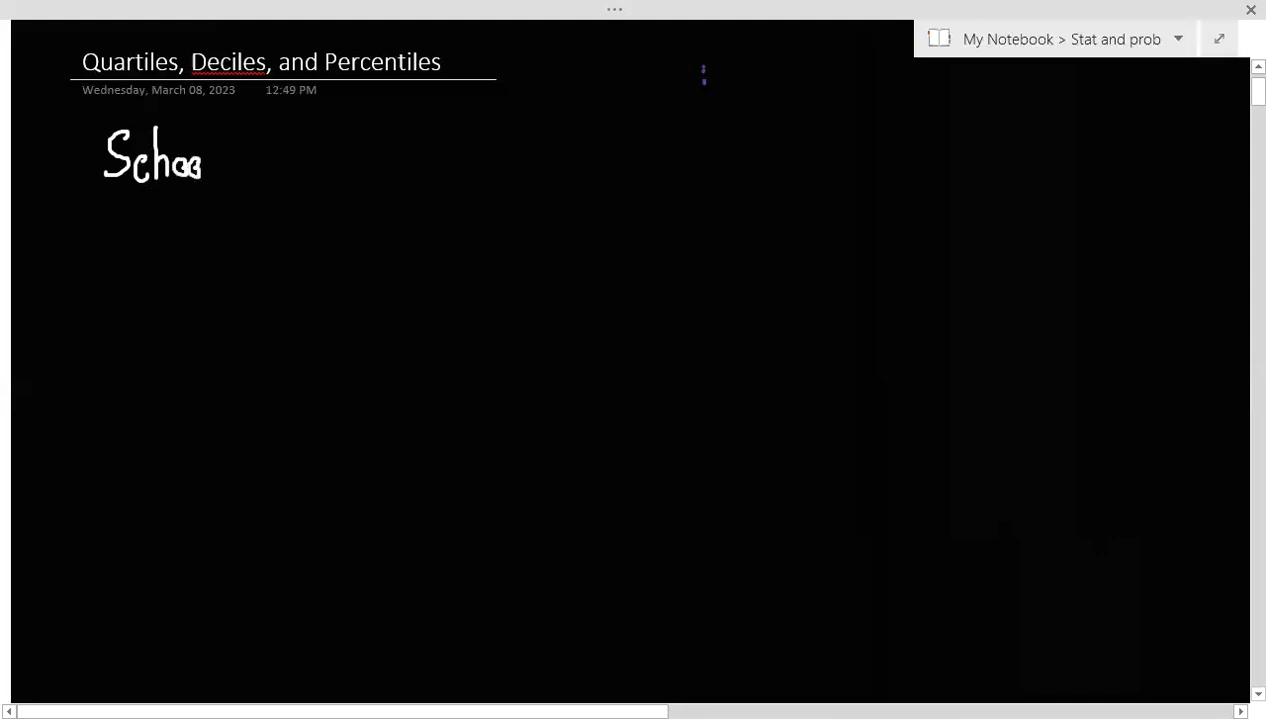 My Notebook > Stat and prob
Quartiles, Deciles, and Percentiles
Wednesday, March 08, 2023 12:49 PM
Schoo